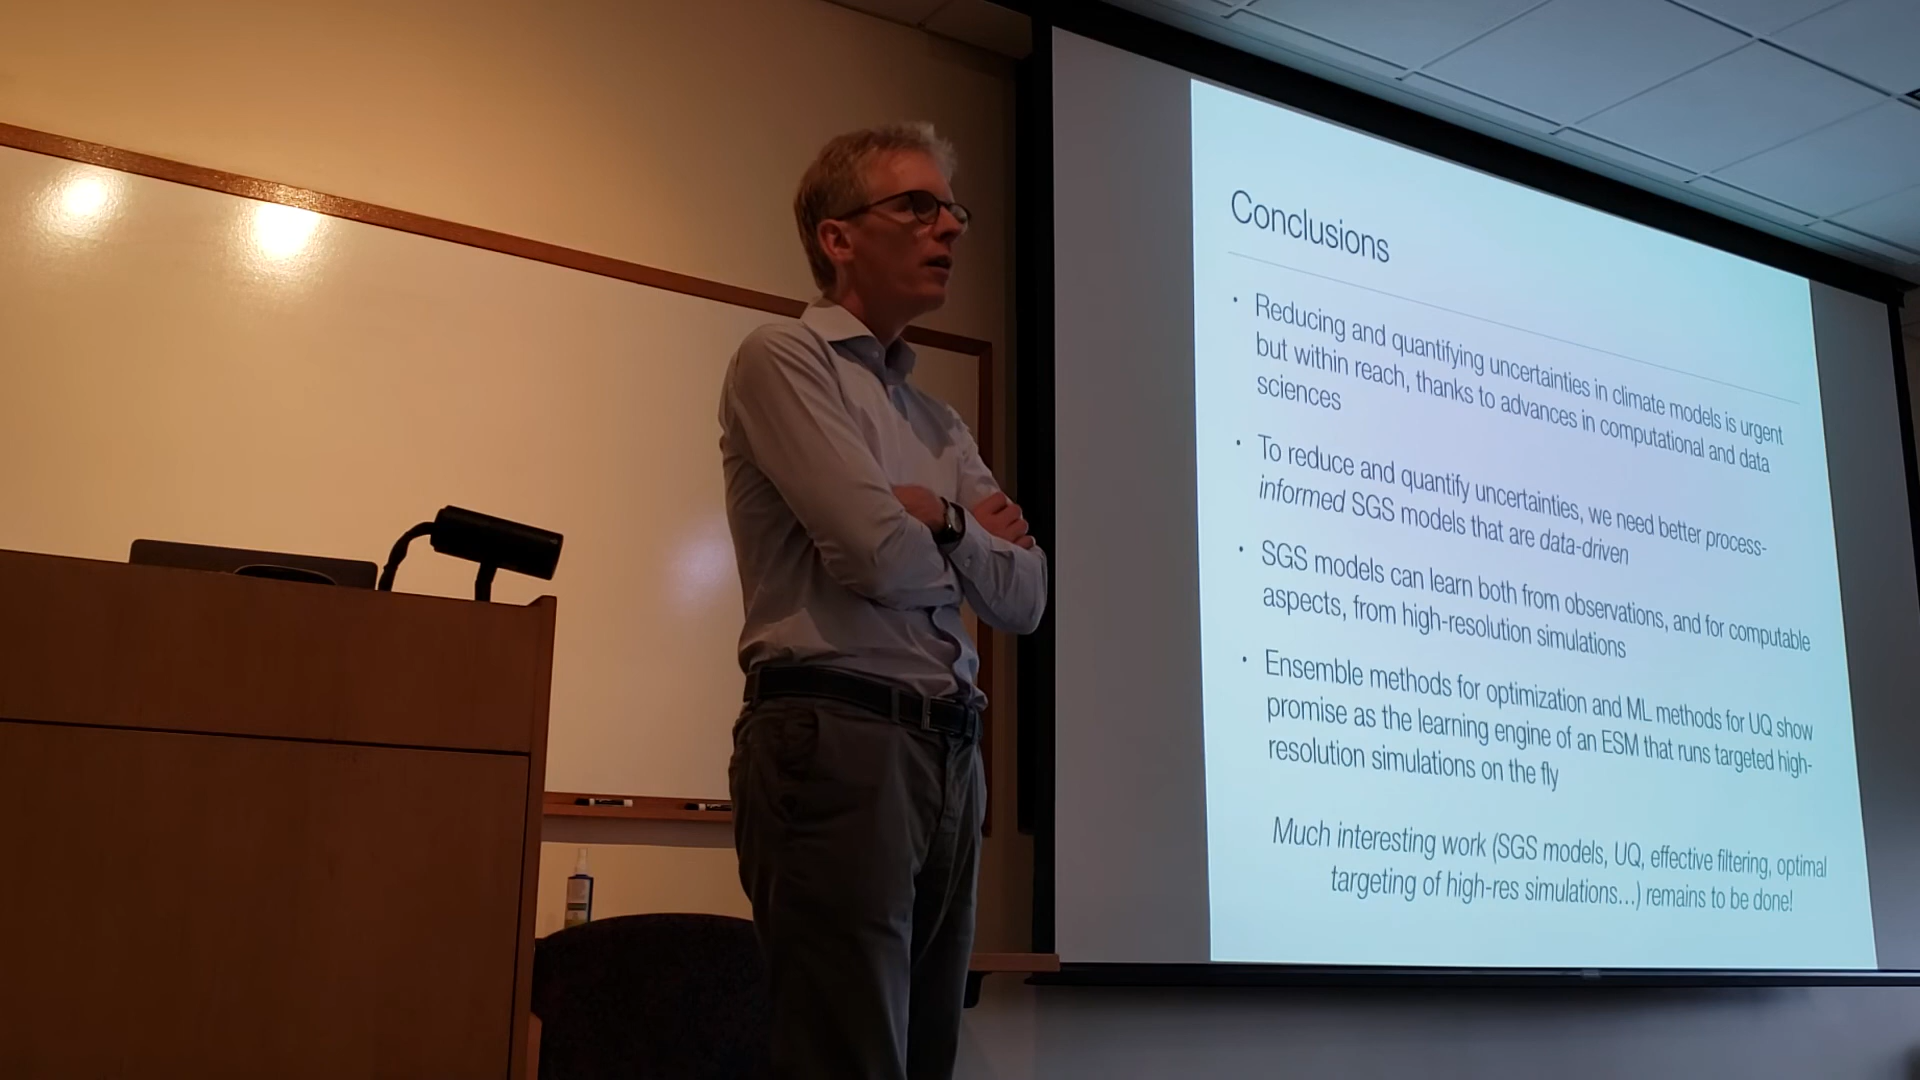 Conclusions
• Reducing and quantifying uncertainties in climate models is urgent
but within reach, thanks to advances in computational and data
sciences
• To reduce and quantify uncertainties, we need better process-
informed SGS models that are data-driven
• SGS models can learn both from observations, and for computable
aspects, from high-resolution simulations
• Ensemble methods for optimization and ML methods for UQ show
promise as the learning engine of an ESM that runs targeted high-
resolution simulations on the fly
Much interesting work (SGS models, UQ, effective filtering, optimal
targeting of high-res simulations...) remains to be done!